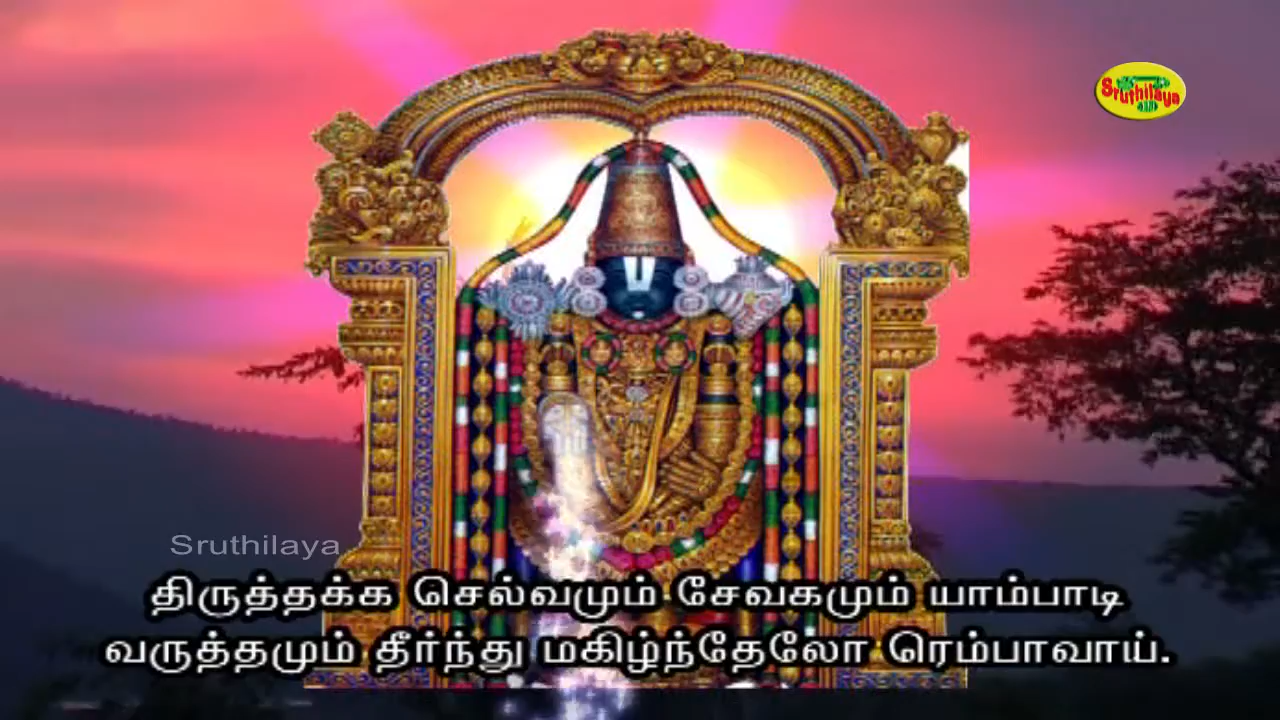 Sruthilaya
Sruthilaya
திருத்தக்க செல்வமும் சேவகமும் யாம்பாடி
வருத்தமும் தீர்ந்து மகிழ்ந்தேலோ ரெம்பாவாய்.